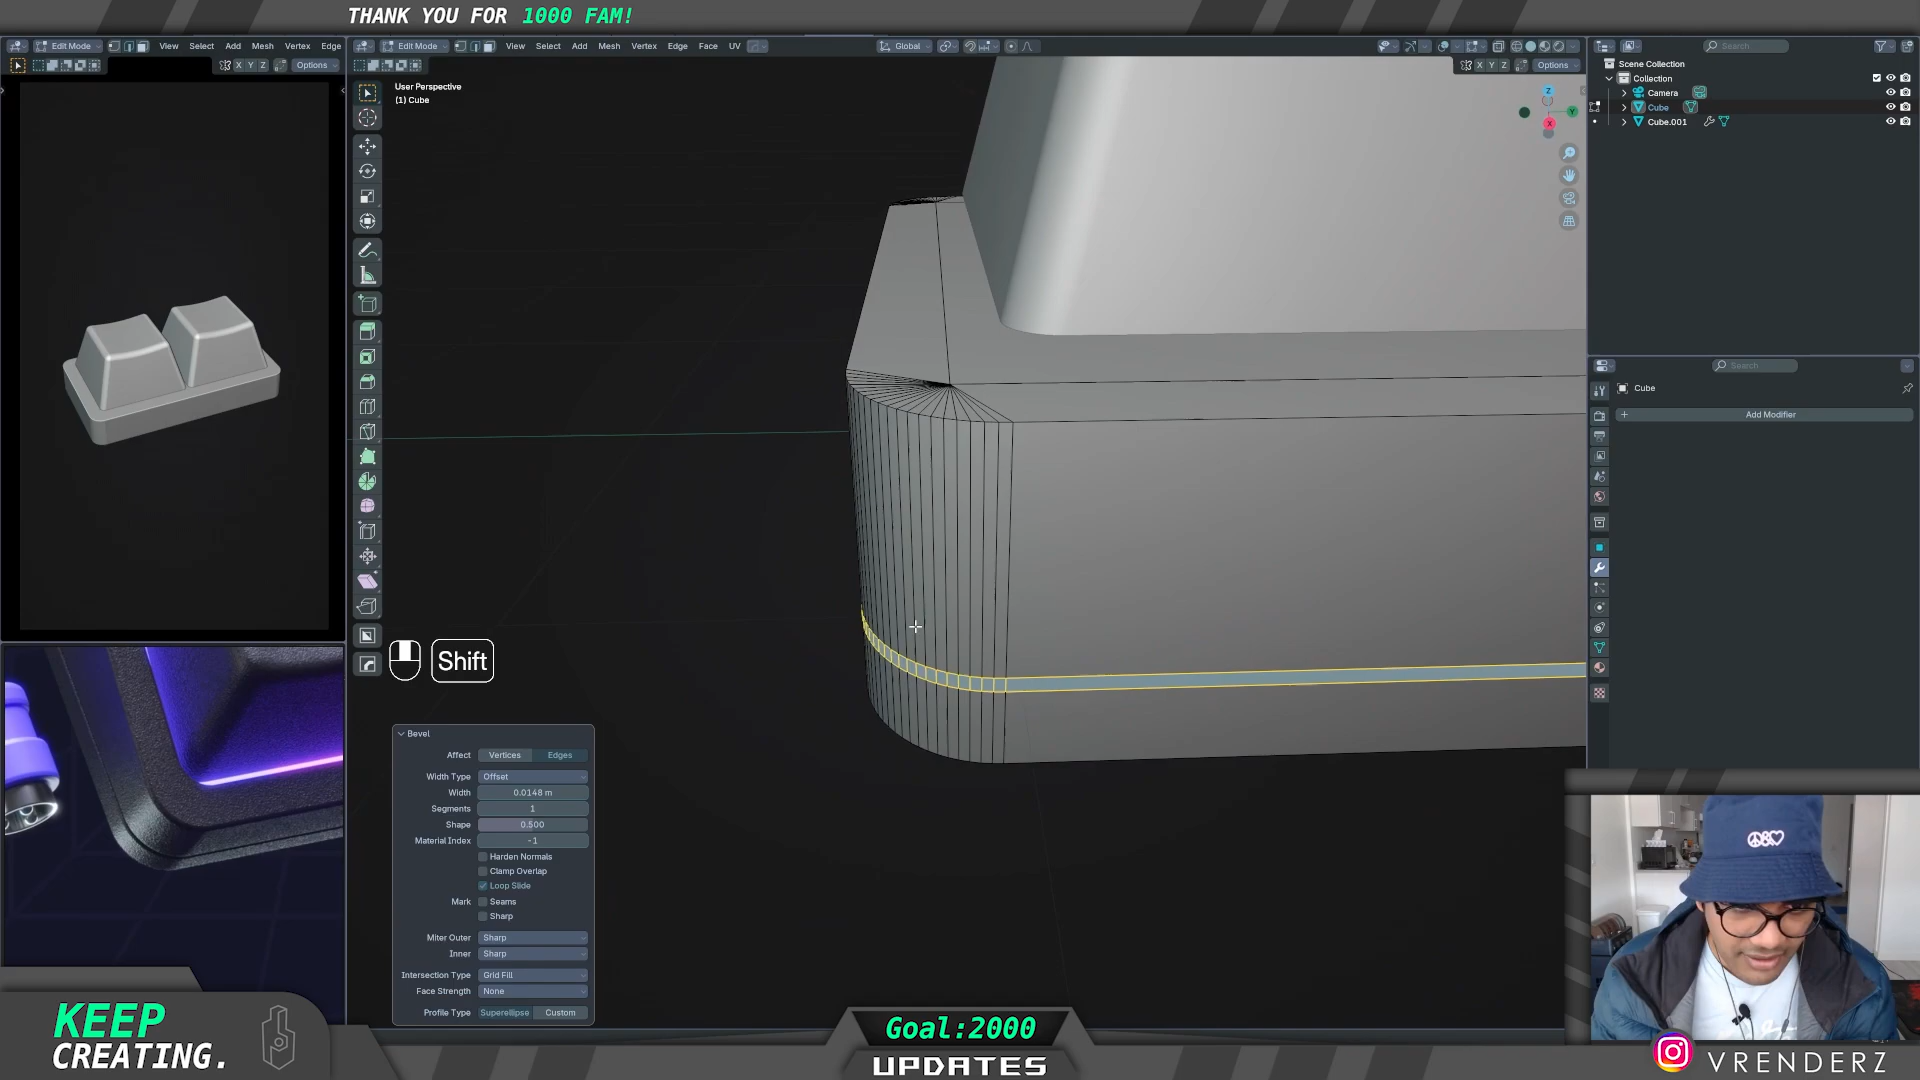 THANK YOU FOR 1000 FAM!
Edit Mode View Select Add Mesh Vertex Edge
X Y Z Options
Edit Mode View Select Add Mesh Vertex Edge Face UV
Global
X Y Z Options
User Perspective
(1) Cube
Z
Y
X
Search
Scene Collection
Collection
Camera
Cube
Cube.001
Search
Cube
+ Add Modifier
Shift
Bevel
Affect Vertices Edges
Width Type Offset
Width 0.0148 m
Segments 1
Shape 0.500
Material Index -1
Harden Normals
Clamp Overlap
Loop Slide
Mark Seams
Sharp
Miter Outer Sharp
Inner Sharp
Intersection Type Grid Fill
Face Strength None
Profile Type Superellipse Custom
KEEP
CREATING.
Goal:2000
UPDATES
VRENDERZ